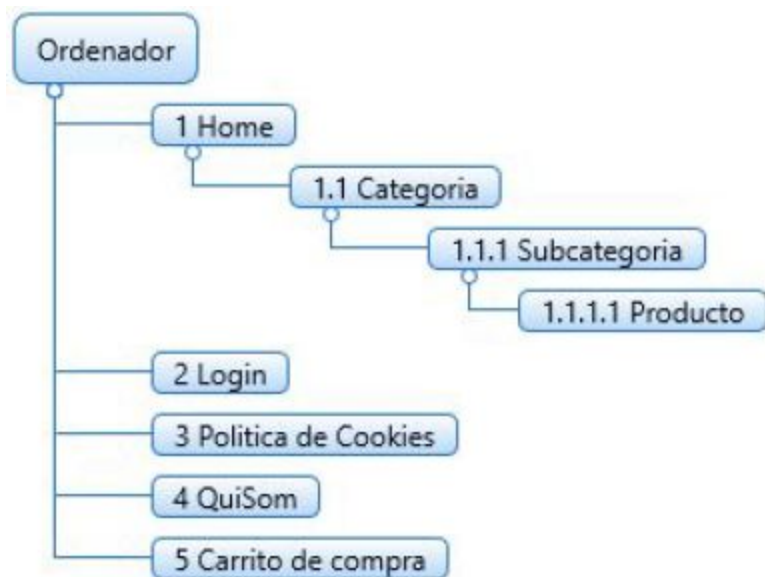 Ordenador
1 Home
1.1 Categoria
1.1.1 Subcategoria
1.1.1.1 Producto
2 Login
3 Politica de Cookies
4 QuiSom
5 Carrito de compra